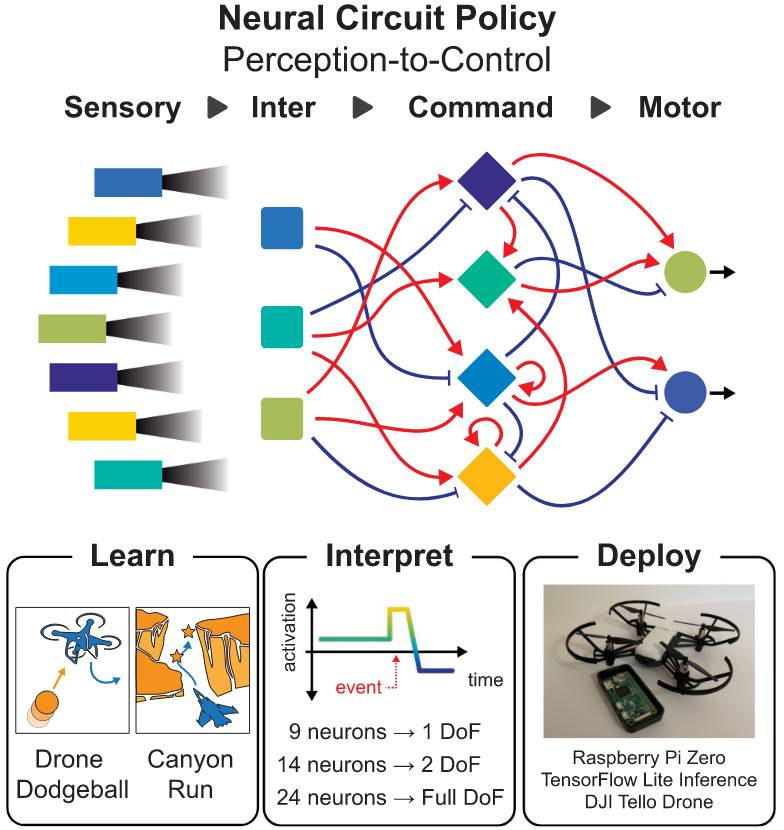 Neural Circuit Policy
Perception-to-Control
Sensory Inter Command Motor
Learn
Drone
Dodgeball
Canyon
Run
Interpret
activation
event
time
9 neurons → 1 DoF
14 neurons → 2 DoF
24 neurons → Full DoF
Deploy
Raspberry Pi Zero
TensorFlow Lite Inference
DJI Tello Drone